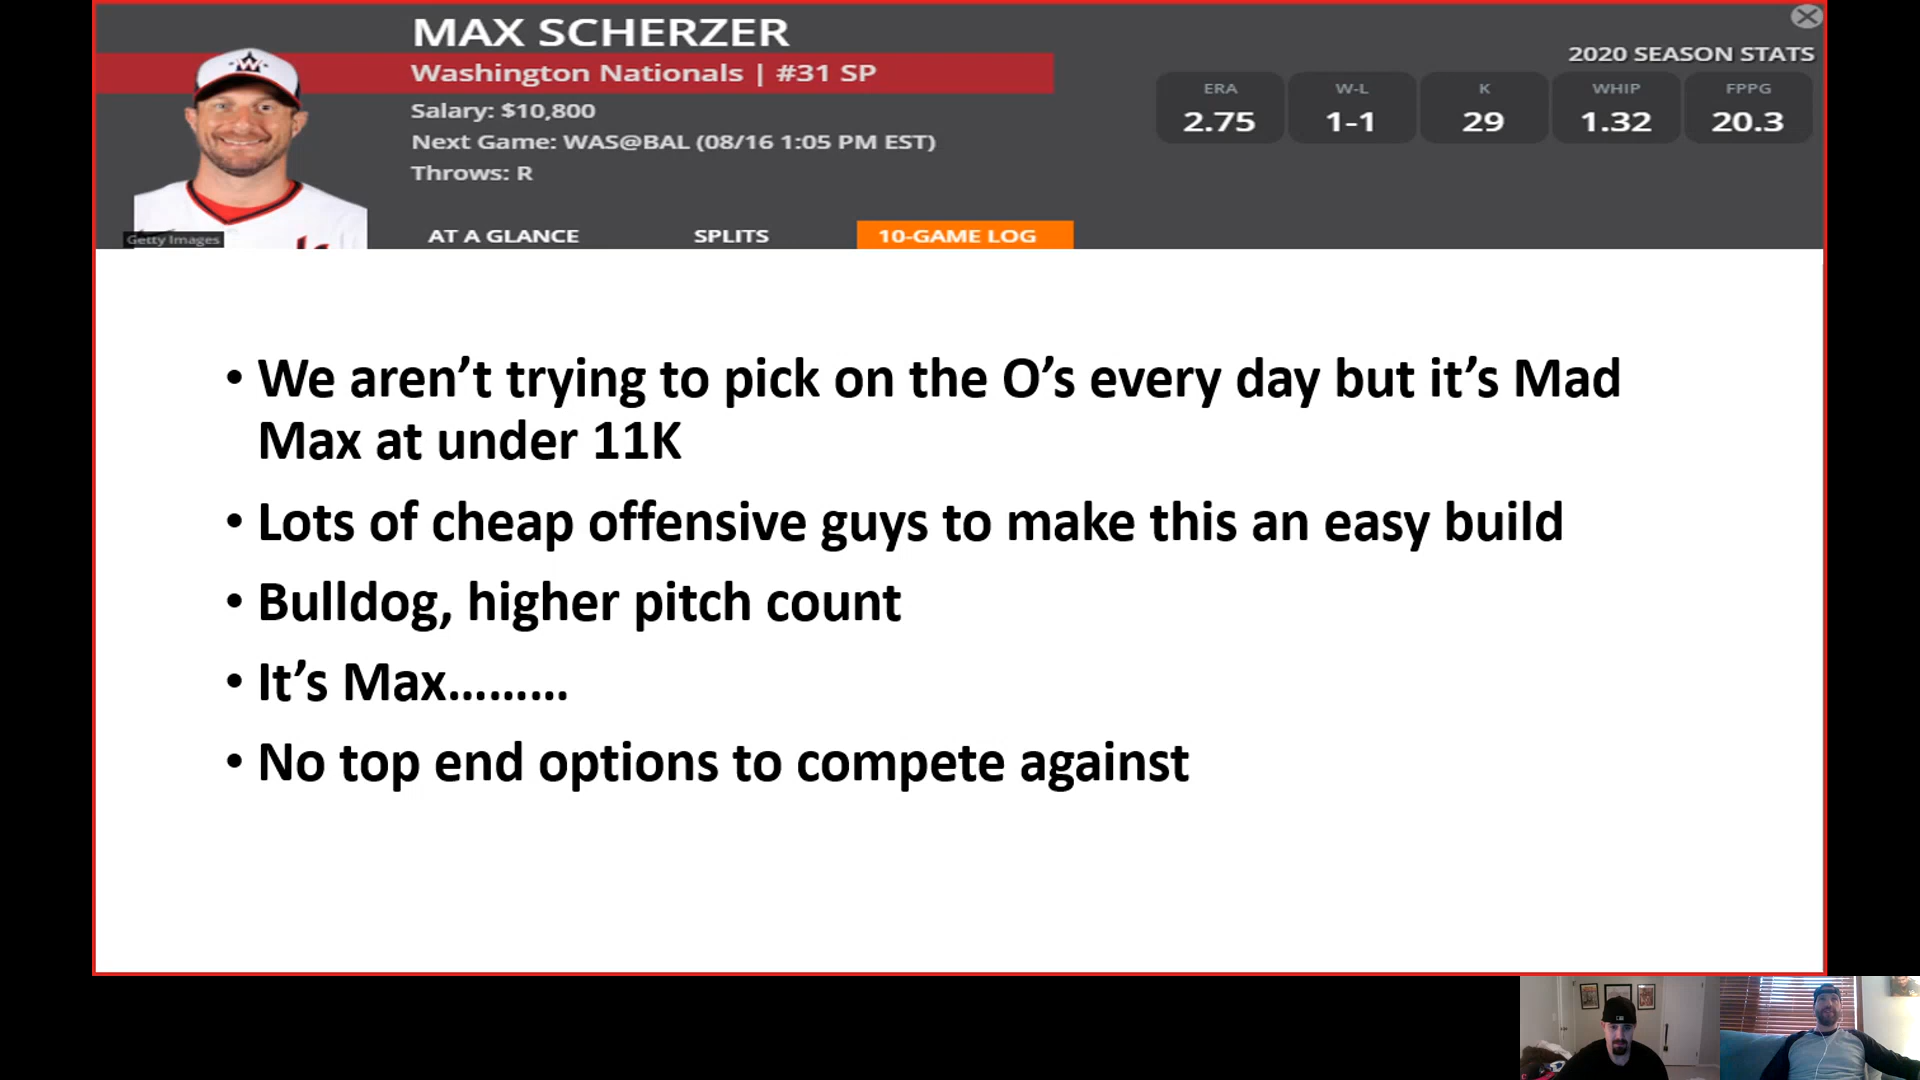 MAX SCHERZER
Washington Nationals | #31 SP
Salary: $10,800
Next Game: WAS@BAL (08/16 1:05 PM EST)
Throws: R
2020 SEASON STATS
ERA W-L K WHIP FPPG
2.75 1-1 29 1.32 20.3
Getty Images
AT A GLANCE SPLITS 10-GAME LOG
• We aren’t trying to pick on the O’s every day but it’s Mad
Max at under 11K
• Lots of cheap offensive guys to make this an easy build
• Bulldog, higher pitch count
• It’s Max………
• No top end options to compete against